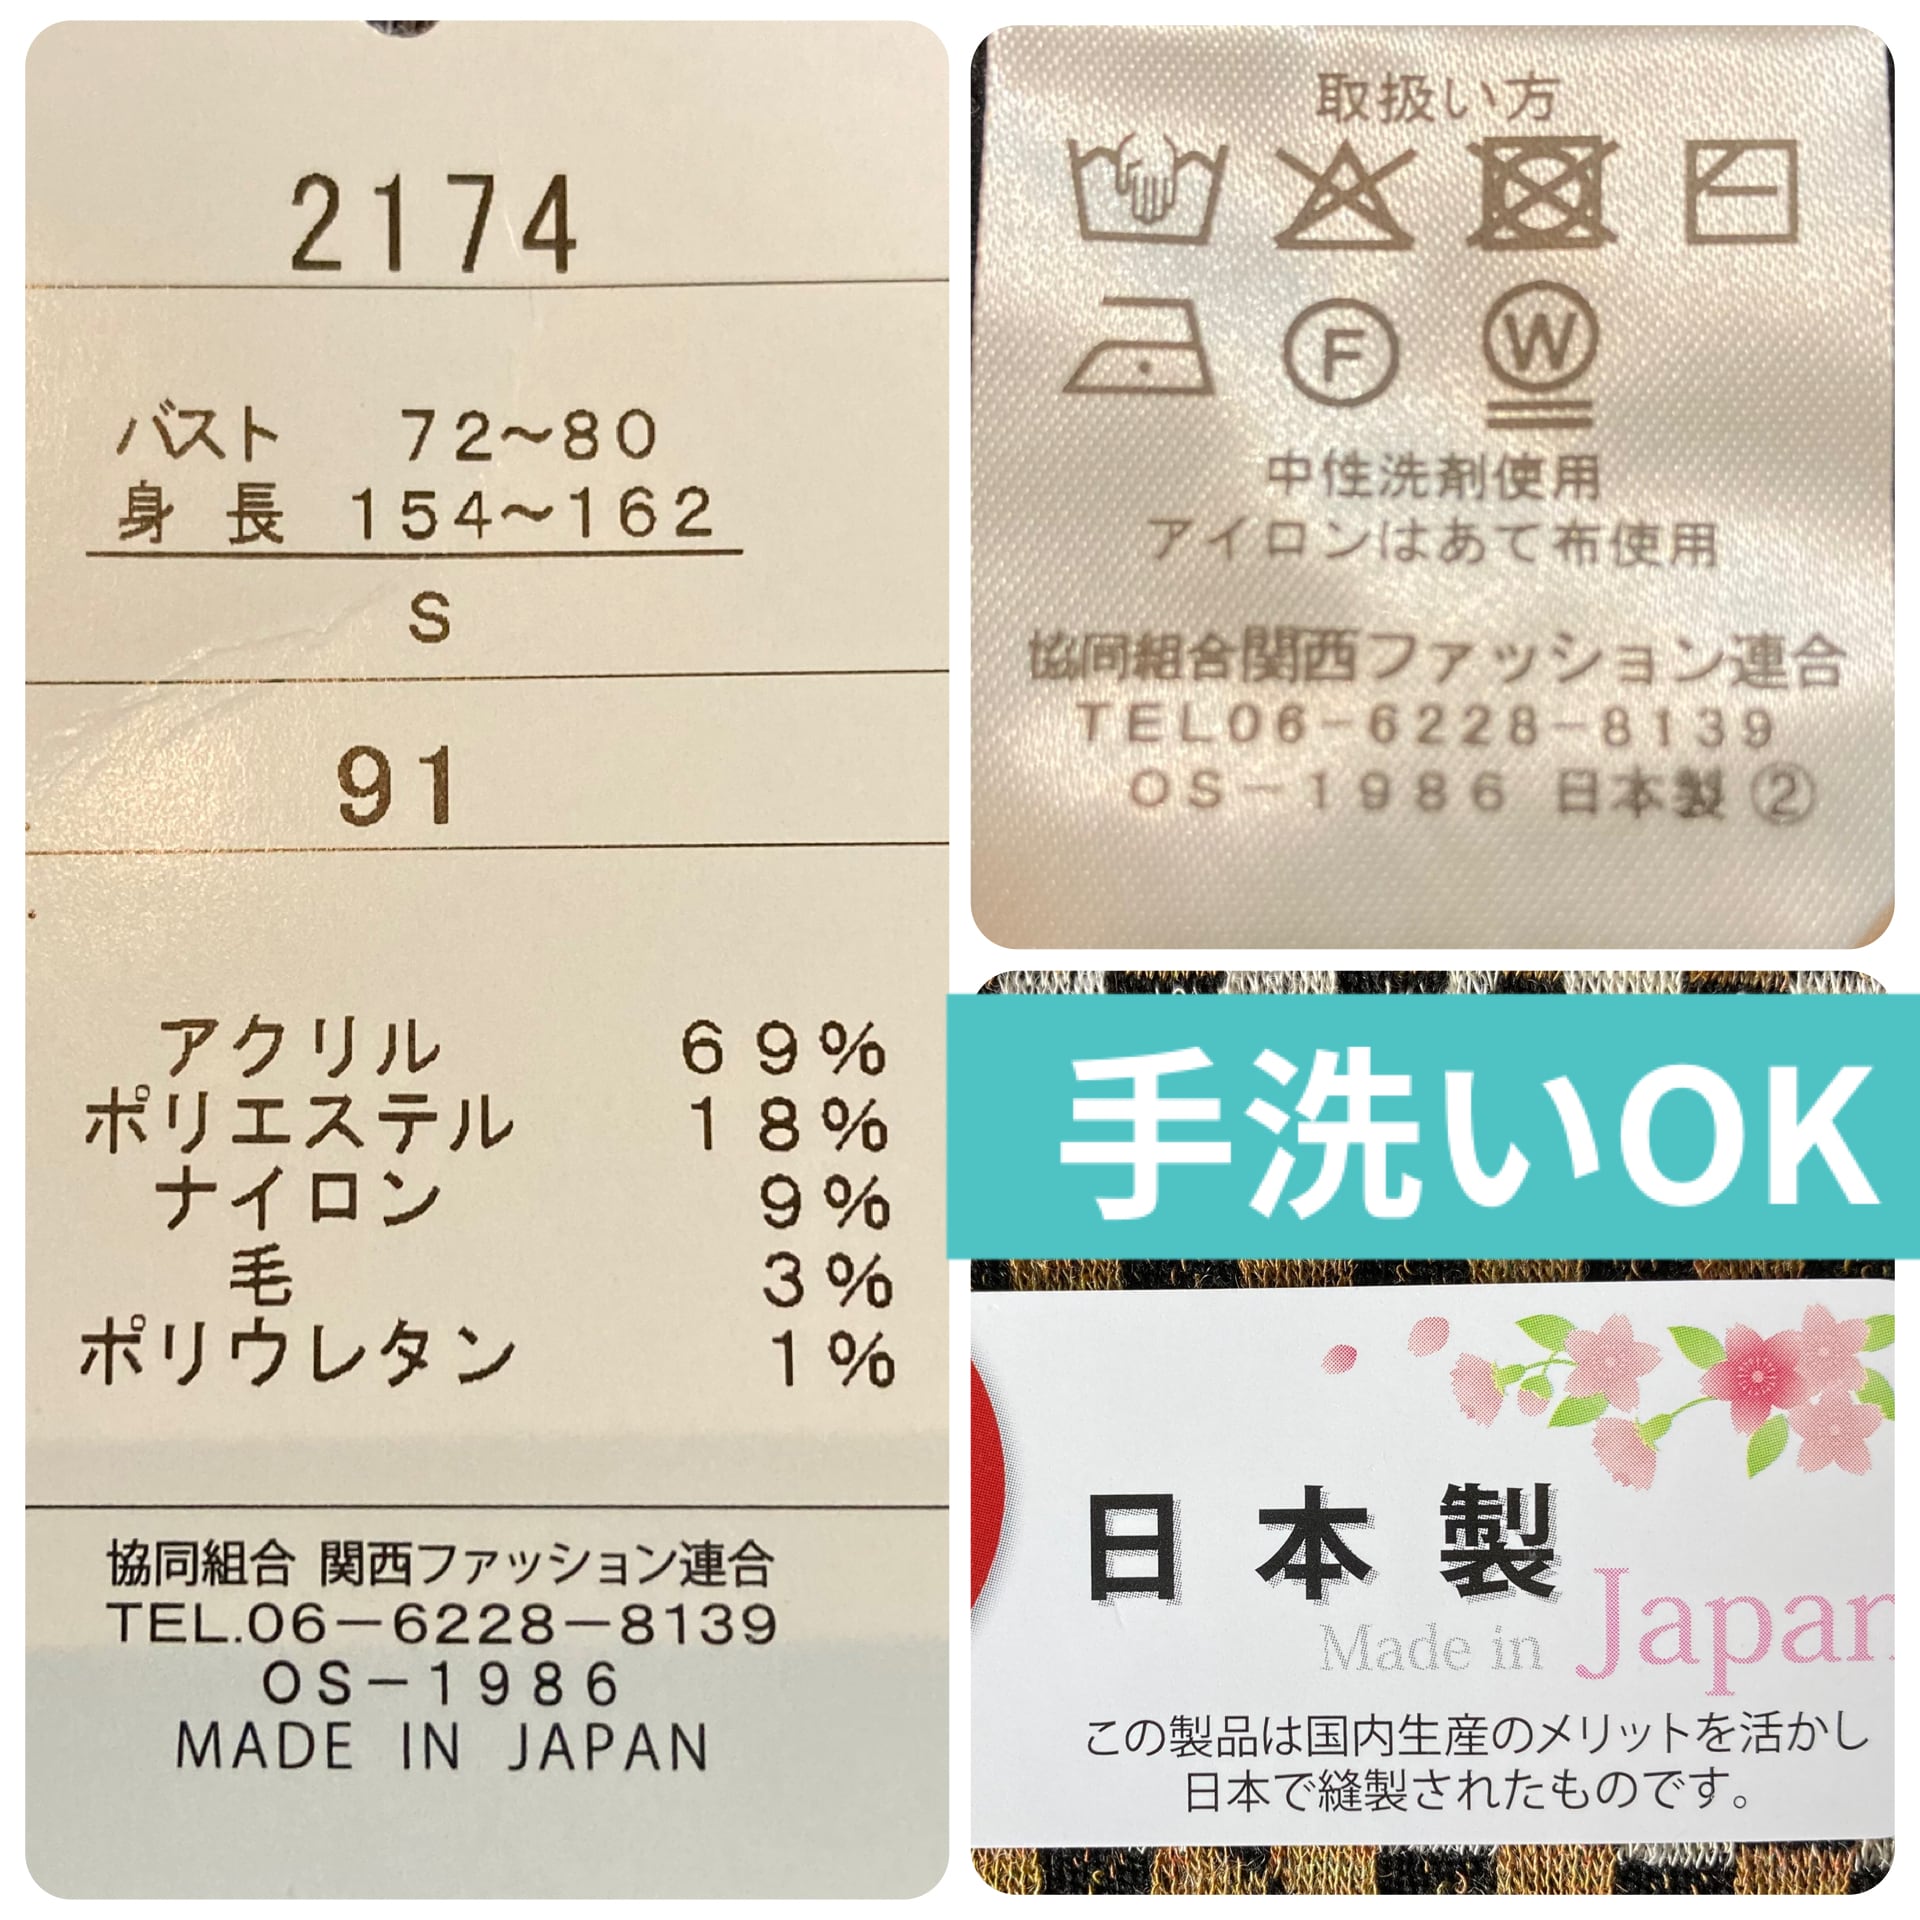 2174
バスト 72～80
身長 154～162
S
91
アクリル 69%
ポリエステル 18%
ナイロン 9%
毛 3%
ポリウレタン 1%
協同組合 関西ファッション連合
TEL.06-6228-8139
OS-1986
MADE IN JAPAN
取扱い方
F
W
中性洗剤使用
アイロンはあて布使用
協同組合関西ファッション連合
TEL06-6228-8139
OS-1986 日本製 ②
手洗いOK
日本製
Made in Japan
この製品は国内生産のメリットを活かし
日本で縫製されたものです。